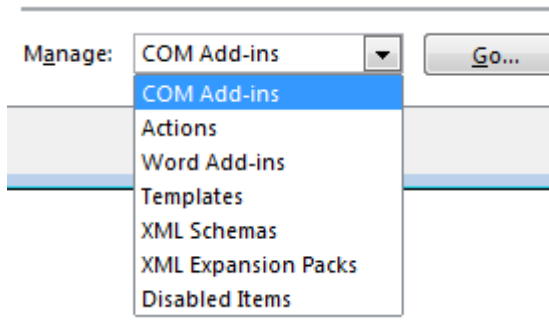 Manage: COM Add-ins Go...
COM Add-ins
Actions
Word Add-ins
Templates
XML Schemas
XML Expansion Packs
Disabled Items